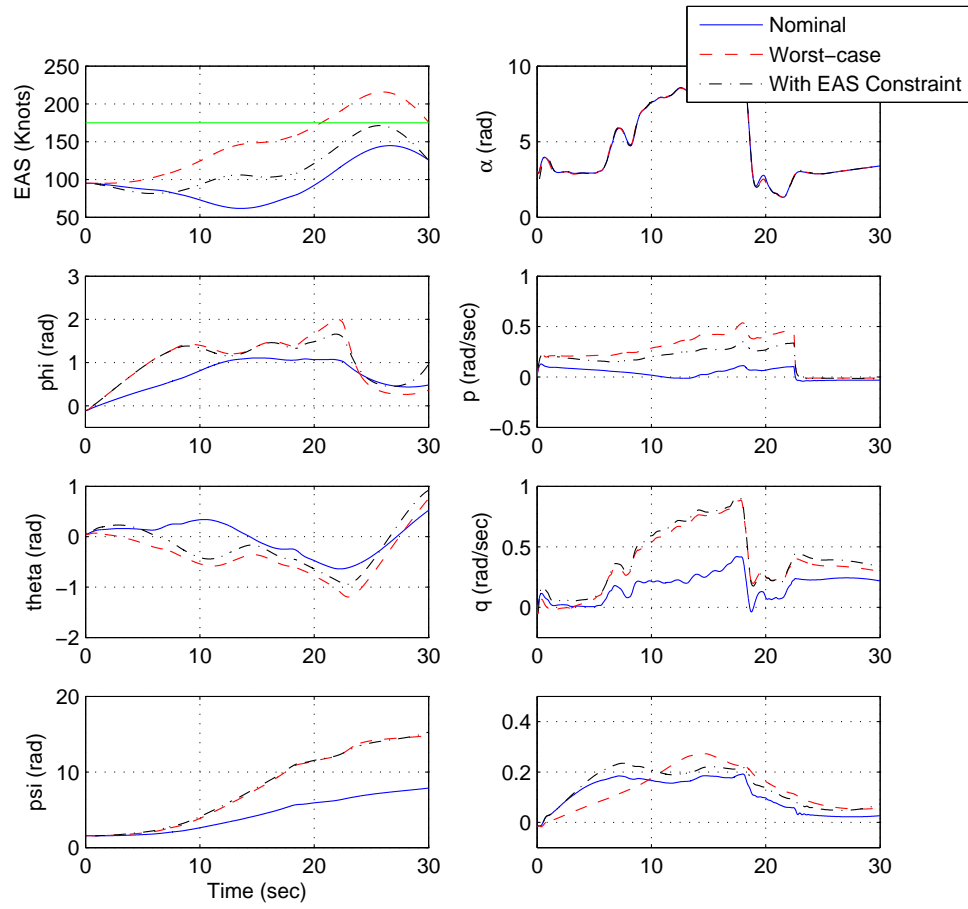 Nominal
Worst−case
With EAS Constraint
EAS (Knots)
250
200
150
100
50
0 10 20 30
α (rad)
10
5
0
0 10 20 30
phi (rad)
3
2
1
0
0 10 20 30
p (rad/sec)
1
0.5
0
−0.5
0 10 20 30
theta (rad)
1
0
−1
−2
0 10 20 30
q (rad/sec)
1
0.5
0
0 10 20 30
psi (rad)
20
10
0
0 10 20 30
Time (sec)
0.4
0.2
0
0 10 20 30